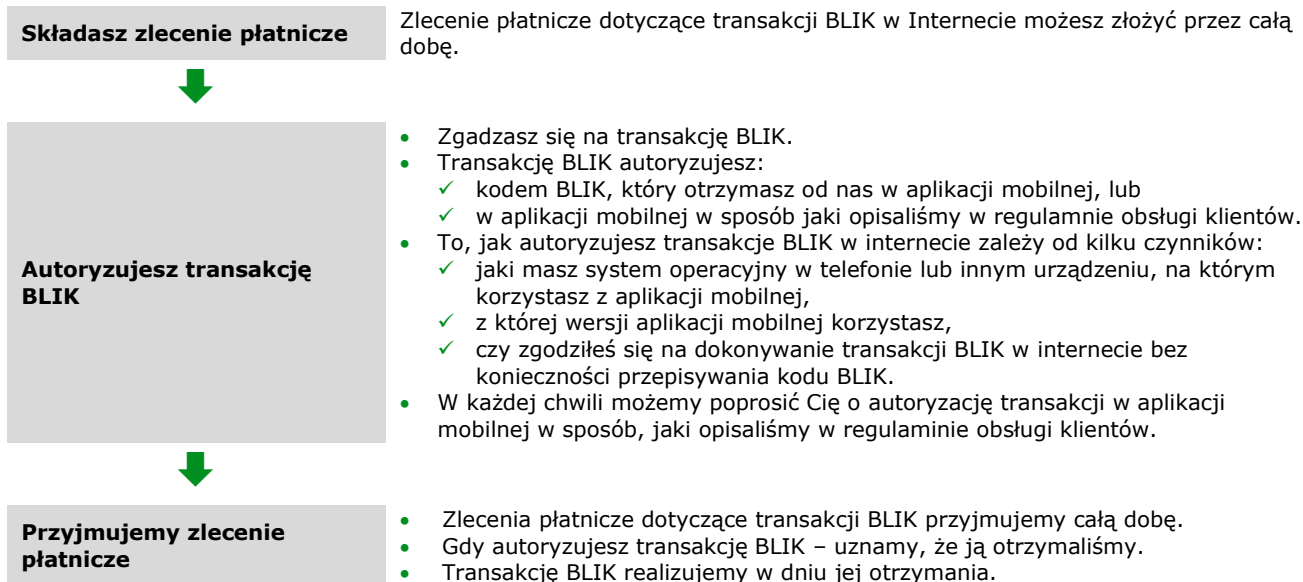 Składasz zlecenie płatnicze
Zlecenie płatnicze dotyczące transakcji BLIK w Internecie możesz złożyć przez całą
dobę.
Autoryzujesz transakcję
BLIK
• Zgadzasz się na transakcję BLIK.
• Transakcję BLIK autoryzujesz:
✓ kodem BLIK, który otrzymasz od nas w aplikacji mobilnej, lub
✓ w aplikacji mobilnej w sposób jaki opisaliśmy w regulamnie obsługi klientów.
• To, jak autoryzujesz transakcje BLIK w internecie zależy od kilku czynników:
✓ jaki masz system operacyjny w telefonie lub innym urządzeniu, na którym
korzystasz z aplikacji mobilnej,
✓ z której wersji aplikacji mobilnej korzystasz,
✓ czy zgodziłeś się na dokonywanie transakcji BLIK w internecie bez
konieczności przepisywania kodu BLIK.
• W każdej chwili możemy poprosić Cię o autoryzację transakcji w aplikacji
mobilnej w sposób, jaki opisaliśmy w regulaminie obsługi klientów.
Przyjmujemy zlecenie
płatnicze
• Zlecenia płatnicze dotyczące transakcji BLIK przyjmujemy całą dobę.
• Gdy autoryzujesz transakcję BLIK – uznamy, że ją otrzymaliśmy.
• Transakcję BLIK realizujemy w dniu jej otrzymania.